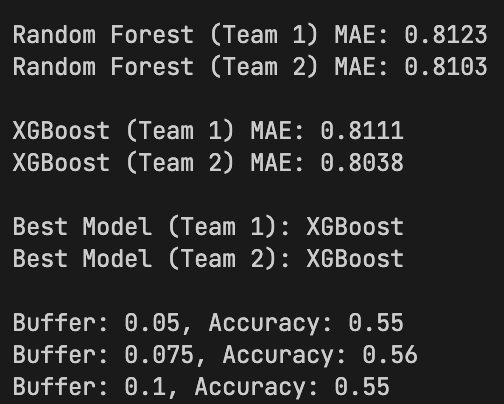 Random Forest (Team 1) MAE: 0.8123
Random Forest (Team 2) MAE: 0.8103
XGBoost (Team 1) MAE: 0.8111
XGBoost (Team 2) MAE: 0.8038
Best Model (Team 1): XGBoost
Best Model (Team 2): XGBoost
Buffer: 0.05, Accuracy: 0.55
Buffer: 0.075, Accuracy: 0.56
Buffer: 0.1, Accuracy: 0.55